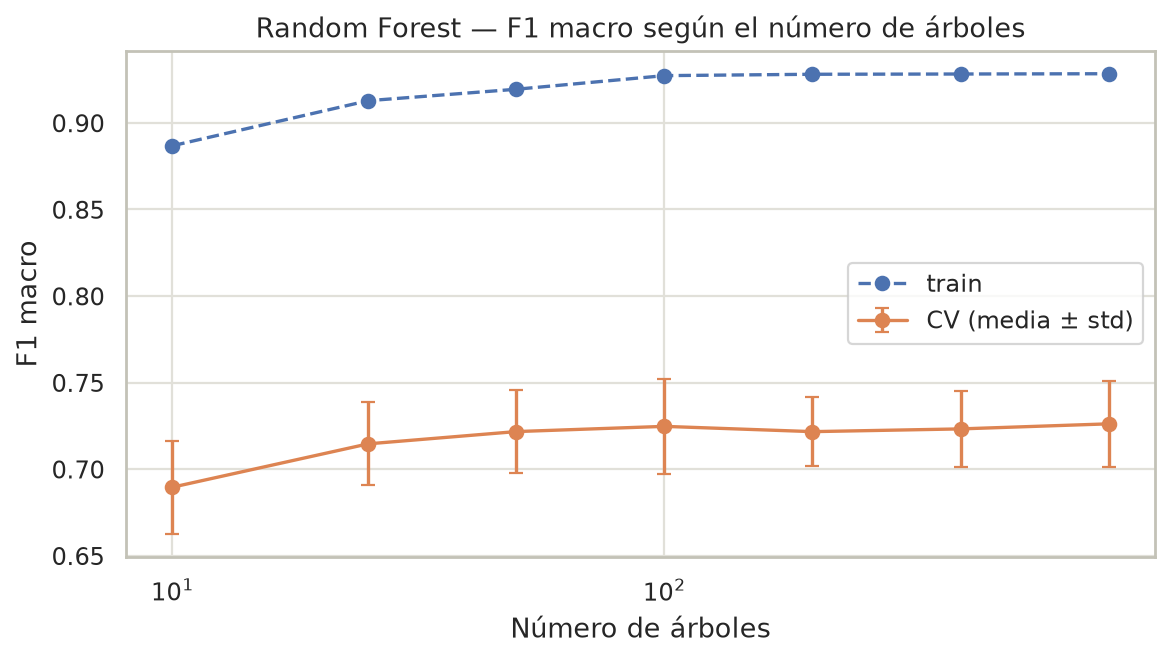 Random Forest — F1 macro según el número de árboles
F1 macro
0.90
0.85
0.80
0.75
0.70
0.65
train
CV (media ± std)
10¹
10²
Número de árboles